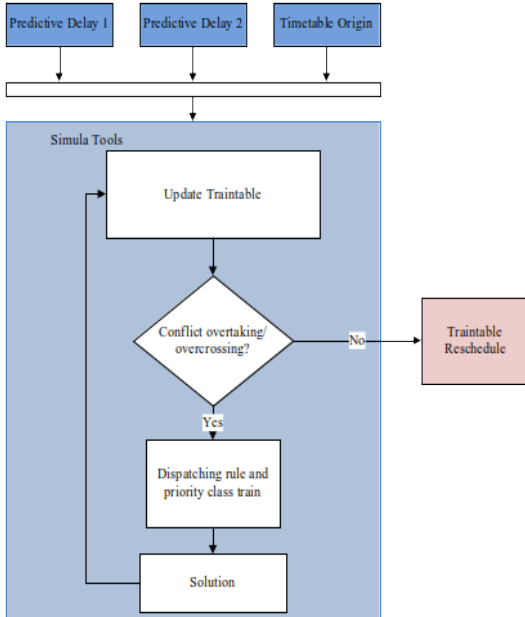 Predictive Delay 1
Predictive Delay 2
Timetable Origin
Simula Tools
Update Traintable
Conflict overtaking/
overcrossing?
No
Traintable
Reschedule
Yes
Dispatching rule and
priority class train
Solution